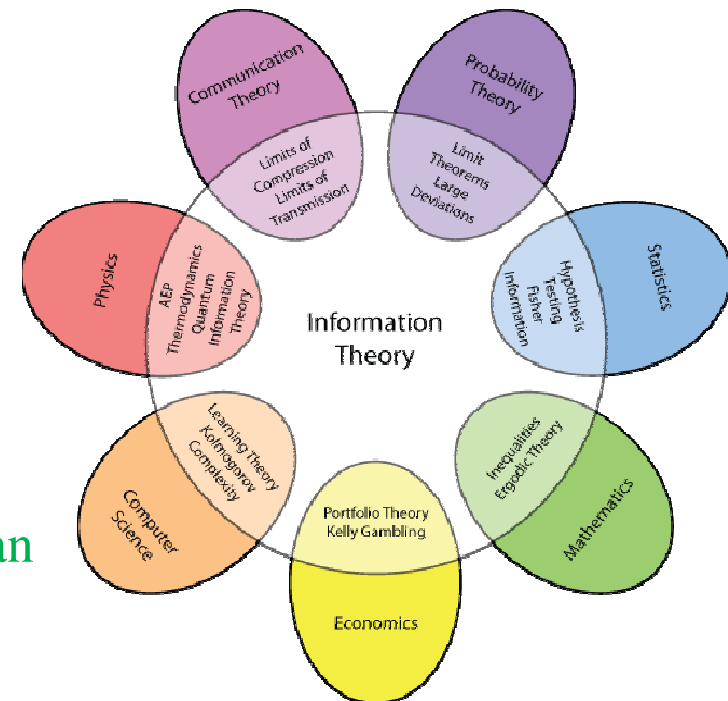 Communication
Theory
Limits of
Compression
Limits of
Transmission
Probability
Theory
Limit
Theorems
Large
Deviations
Physics
AEP
Thermodynamics
Quantum
Information
Theory
Information
Theory
Hypothesis
Testing
Fisher
Information
Statistics
Learning Theory
Kolmogorov
Complexity
Computer
Science
Inequalities
Ergodic Theory
Mathematics
Portfolio Theory
Kelly Gambling
Economics
an